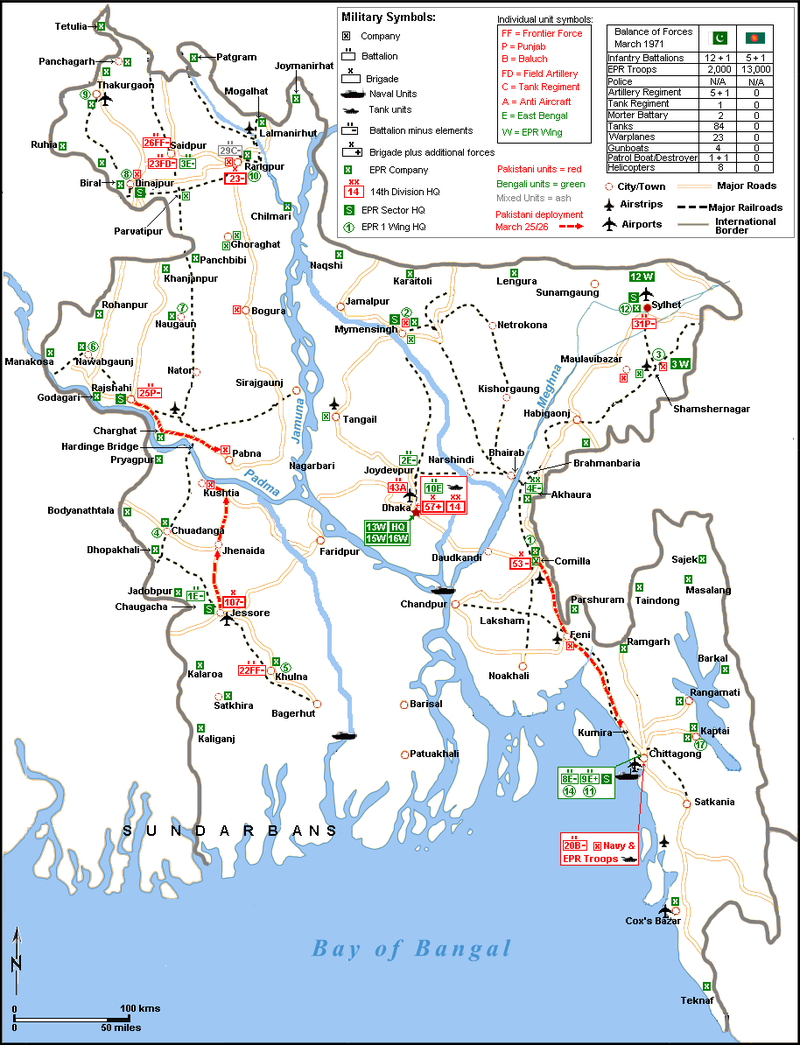 Military Symbols:
Company
Battalion
Brigade
Naval Units
Tank units
Battalion minus elements
Brigade plus additional forces
EPR Company
XX
14
14th Division HQ
S
EPR Sector HQ
1
EPR 1 Wing HQ
Individual unit symbols:
FF = Frontier Force
P = Punjab
B = Baluch
FD = Field Artillery
C = Tank Regiment
A = Anti Aircraft
E = East Bengal
W = EPR Wing
Pakistani units = red
Bengali units = green
Mixed Units = ash
Pakistani deployment
March 25/26
Balance of Forces
March 1971
Infantry Battalions 12 + 1 5 + 1
EPR Troops 2,000 13,000
Police N/A N/A
Artillery Regiment 5 + 1 0
Tank Regiment 1 0
Morter Battary 2 0
Tanks 84 0
Warplanes 23 0
Gunboats 4 0
Patrol Boat/Destroyer 1 + 1 0
Helicopters 8 0
City/Town
Major Roads
Airstrips
Major Railroads
Airports
International
Border
Tetulia
Panchagarh
Patgram
Joymanirhat
Thakurgaon
9
Mogalhat
Lalmanirhut
Ruhia
26FF-
Saidpur
29C-
23FD-
3E-
Rangpur
10
23-
8
Biral
Dinajpur
S
Parvatipur
Chilmari
Ghoraghat
Panchbibi
Khanjanpur
Naqshi
Karaitoli
Lengura
Sunamgaung
12 W
S
12
Sylhet
31P-
Rohanpur
7
Naugaun
Bogura
Jamalpur
2
S
Mymensingh
Netrokona
Maulavibazar
3
3 W
Shamshernagar
Manakosa
6
Nawabgaunj
Nator
Sirajgaunj
Jamuna
Kishorgaung
Meghna
Habigaonj
Rajshahi
25P-
Godagari
S
Charghat
Hardinge Bridge
Pryagpur
Pabna
Tangail
Nagarbari
Padma
Joydevpur
2E-
Narshindi
Bhairab
Brahmanbaria
4E-
Akhaura
43A
10E
Dhaka
57+
14
13W HQ
15W 16W
Kushtia
Bodyanathtala
4
Chuadanga
Dhopakhali
Jhenaida
Faridpur
Daudkandi
1
53-
Comilla
Sajek
Masalang
Taindong
Jadobpur
1E-
Chaugacha
S
107-
Jessore
Chandpur
Parshuram
Laksham
Feni
Ramgarh
Barkal
Noakhali
Kalaroa
22FF-
5
Khulna
Satkhira
Bagerhut
Kaliganj
Barisal
Patuakhali
Rangamati
Kaptai
17
Kumira
Chittagong
8E-
9E+
S
14
11
Satkania
20B-
Navy &
EPR Troops
SUNDARBANS
Cox's Bazar
Teknaf
Bay of Bangal
N
0 100 kms
0 50 miles